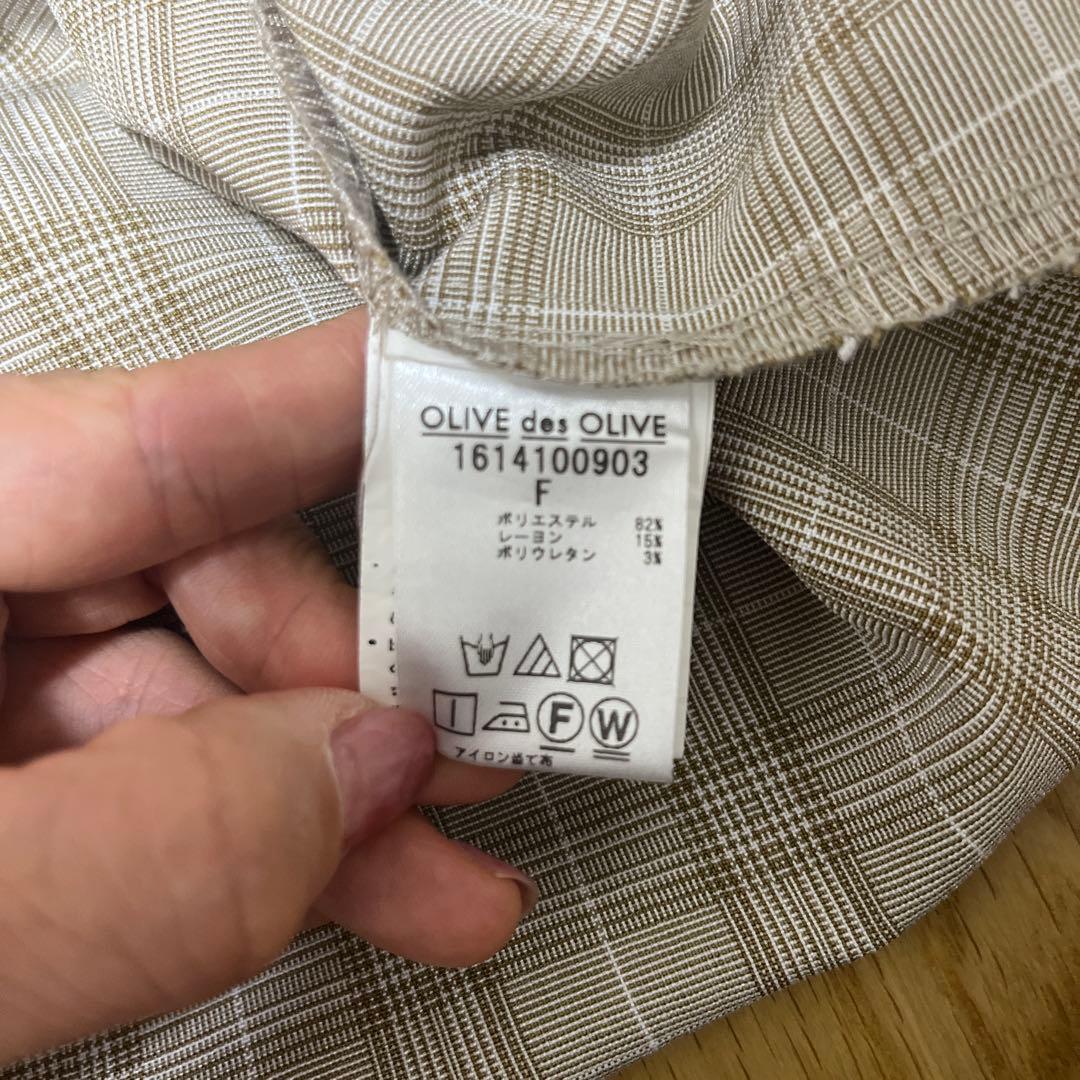 OLIVE des OLIVE
1614100903
F
ポリエステル 82%
レーヨン 15%
ポリウレタン 3%
F W
アイロン当て布